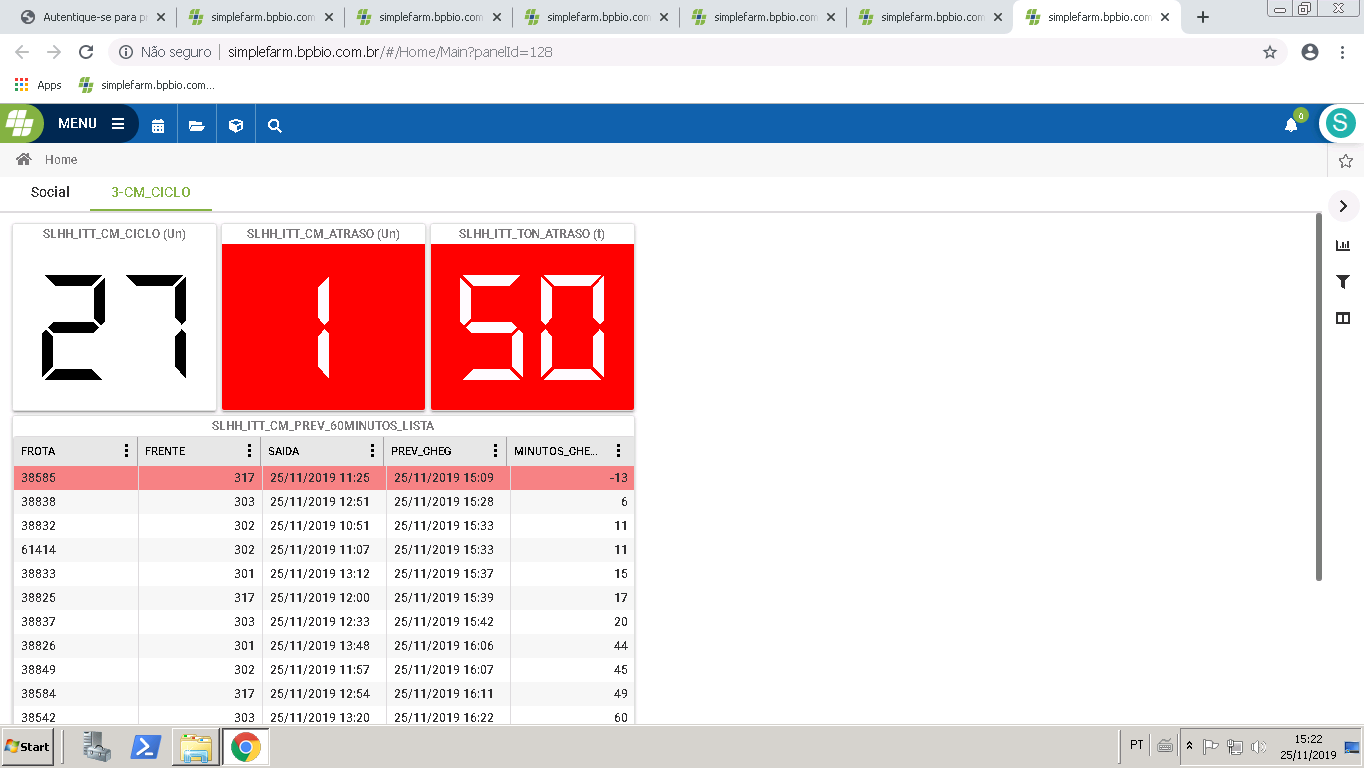 Autentique-se para p
simplefarm.bpbio.com
simplefarm.bpbio.com
simplefarm.bpbio.com
simplefarm.bpbio.com
simplefarm.bpbio.com
simplefarm.bpbio.com
Não seguro | simplefarm.bpbio.com.br/#/Home/Main?panelId=128
Apps simplefarm.bpbio.com...
MENU
0
S
Home
Social 3-CM_CICLO
SLHH_ITT_CM_CICLO (Un) SLHH_ITT_CM_ATRASO (Un) SLHH_ITT_TON_ATRASO (t)
27 1 50
SLHH_ITT_CM_PREV_60MINUTOS_LISTA
FROTA FRENTE SAIDA PREV_CHEG MINUTOS_CHE...
38585 317 25/11/2019 11:25 25/11/2019 15:09 -13
38838 303 25/11/2019 12:51 25/11/2019 15:28 6
38832 302 25/11/2019 10:51 25/11/2019 15:33 11
61414 302 25/11/2019 11:07 25/11/2019 15:33 11
38833 301 25/11/2019 13:12 25/11/2019 15:37 15
38825 317 25/11/2019 12:00 25/11/2019 15:39 17
38837 303 25/11/2019 12:33 25/11/2019 15:42 20
38826 301 25/11/2019 13:48 25/11/2019 16:06 44
38849 302 25/11/2019 11:57 25/11/2019 16:07 45
38584 317 25/11/2019 12:54 25/11/2019 16:11 49
38542 303 25/11/2019 13:20 25/11/2019 16:22 60
Start
PT
15:22
25/11/2019